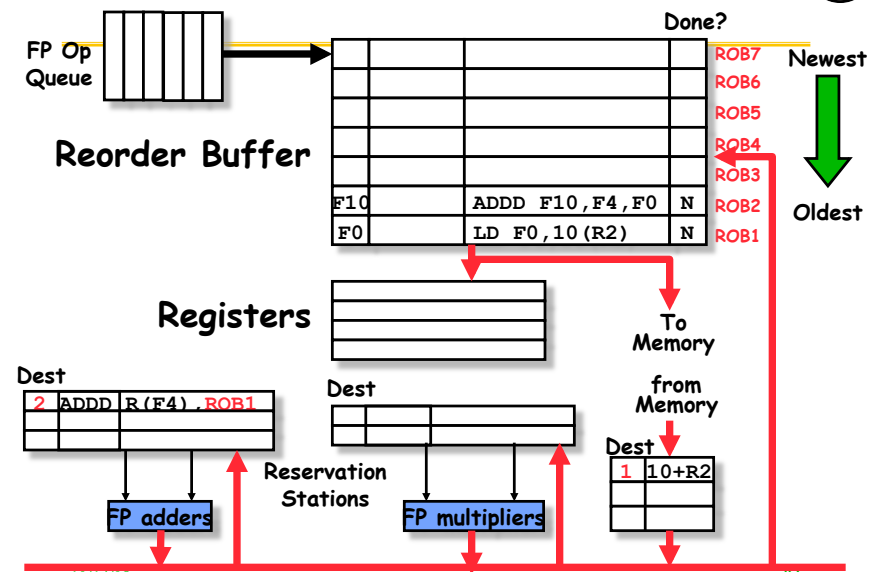 Done?
FP Op
Queue
ROB7
Newest
ROB6
ROB5
Reorder Buffer
ROB4
ROB3
F10 ADDD F10,F4,F0 N ROB2
Oldest
F0 LD F0,10(R2) N ROB1
Registers
To
Memory
from
Memory
Dest
2 ADDD R(F4),ROB1
Dest
Dest
1 10+R2
Reservation
Stations
FP adders
FP multipliers